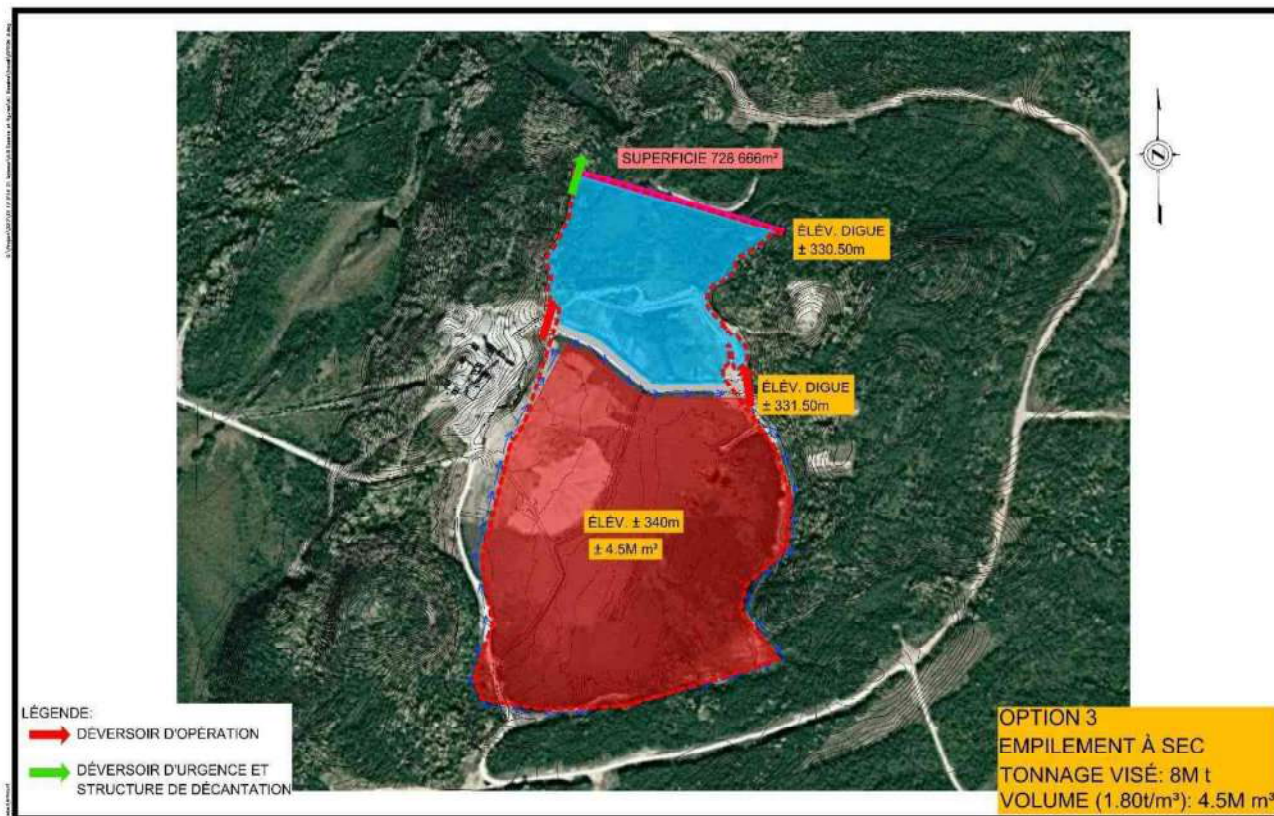 SUPERFICIE 728 666m²
ÉLÉV. DIGUE
± 330.50m
ÉLÉV. DIGUE
± 331.50m
ÉLÉV. ± 340m
± 4.5M m³
LÉGENDE:
DÉVERSOIR D'OPÉRATION
DÉVERSOIR D'URGENCE ET
STRUCTURE DE DÉCANTATION
OPTION 3
EMPILEMENT À SEC
TONNAGE VISÉ: 8M t
VOLUME (1.80t/m³): 4.5M m³